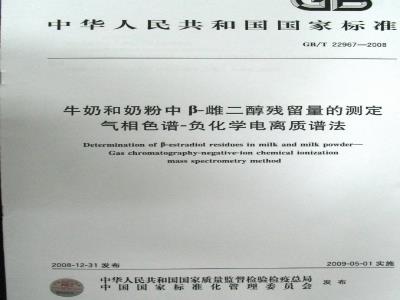 GB
中华人民共和国国家标准
GB/T 22967—2008
牛奶和奶粉中 β-雌二醇残留量的测定
气相色谱-负化学电离质谱法
Determination of β-estradiol residues in milk and milk powder—
Gas chromatography-negative-ion chemical ionization
mass spectrometry method
2008-12-31 发布
2009-05-01 实施
中华人民共和国国家质量监督检验检疫总局
中国国家标准化管理委员会
发布